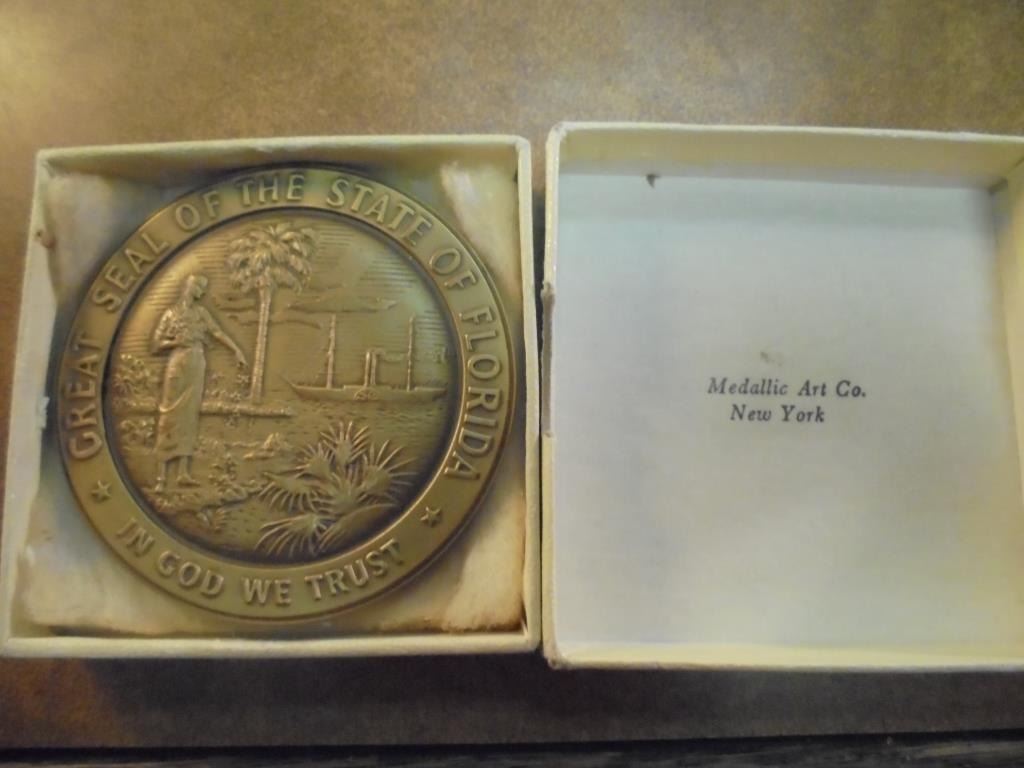 GREAT SEAL OF THE STATE OF FLORIDA
IN GOD WE TRUST
Medallic Art Co.
New York